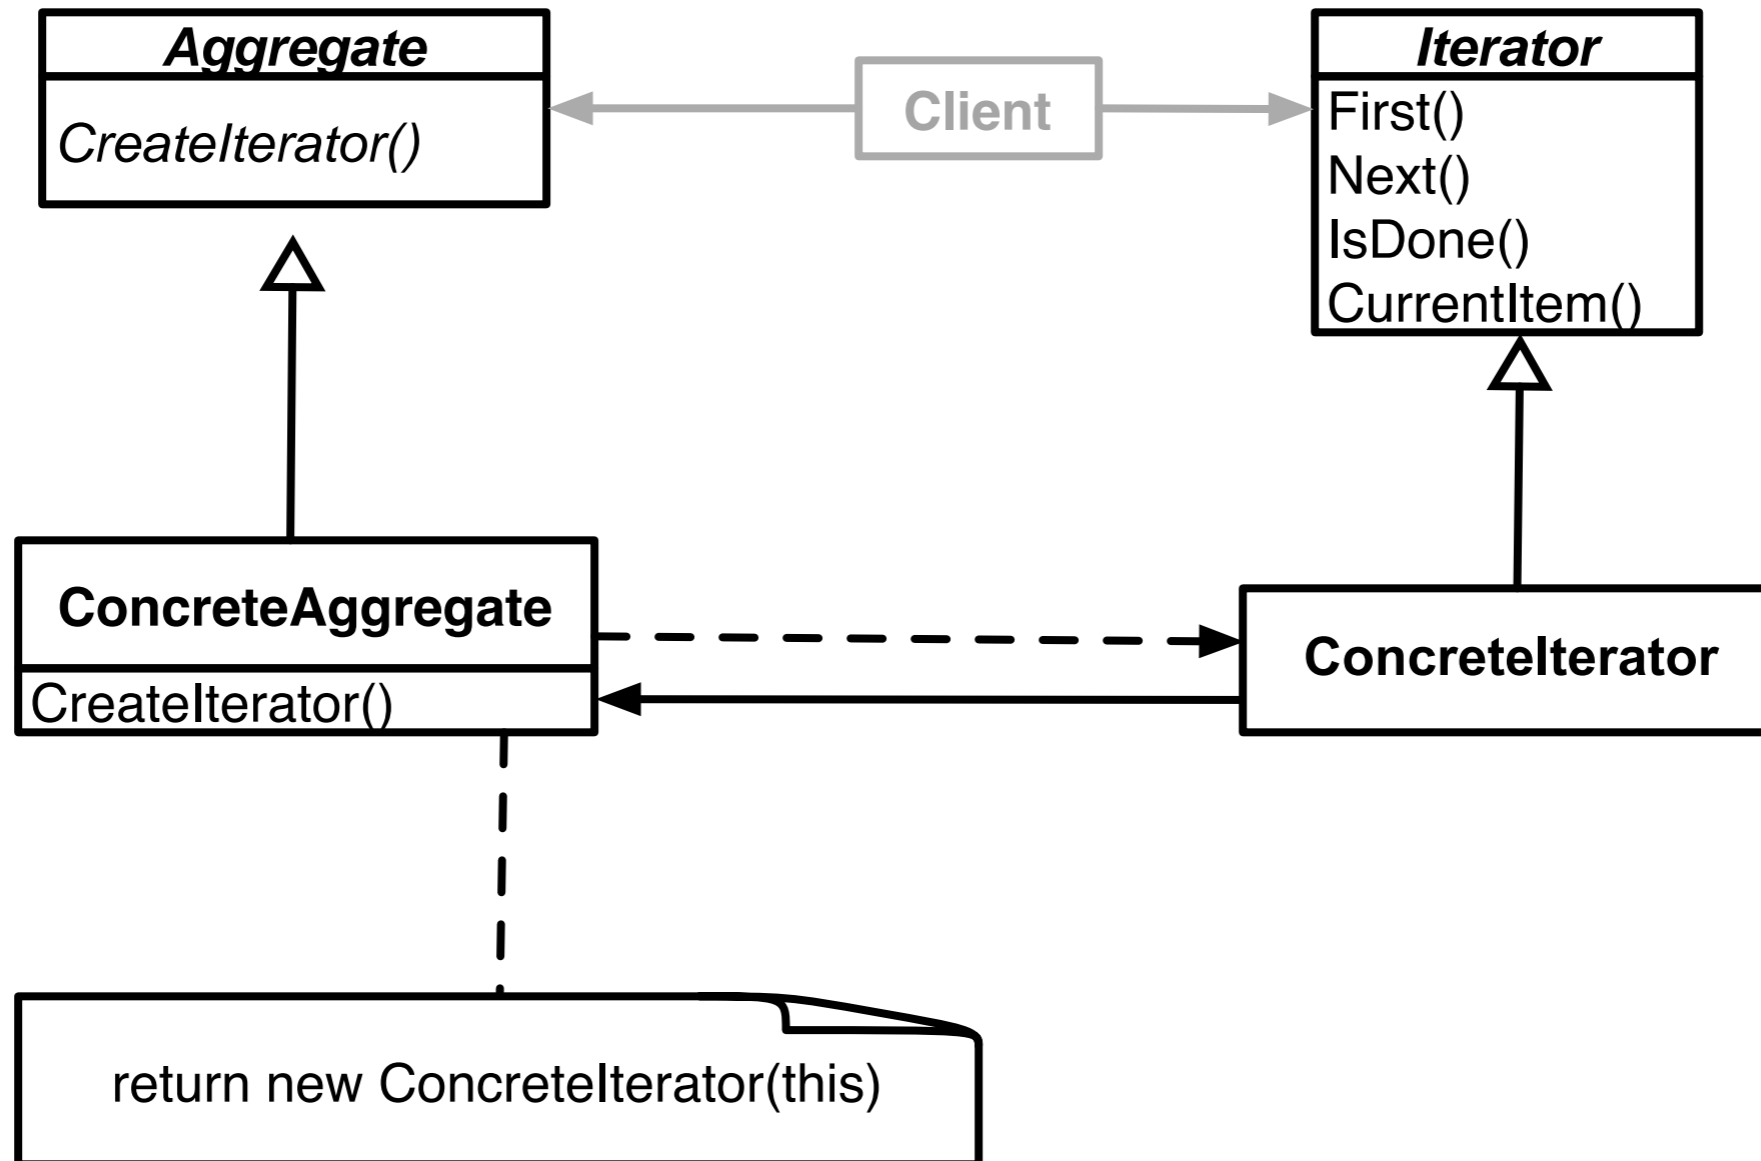 Aggregate
CreateIterator()
Client
Iterator
First()
Next()
IsDone()
CurrentItem()
ConcreteAggregate
CreateIterator()
ConcreteIterator
return new ConcreteIterator(this)